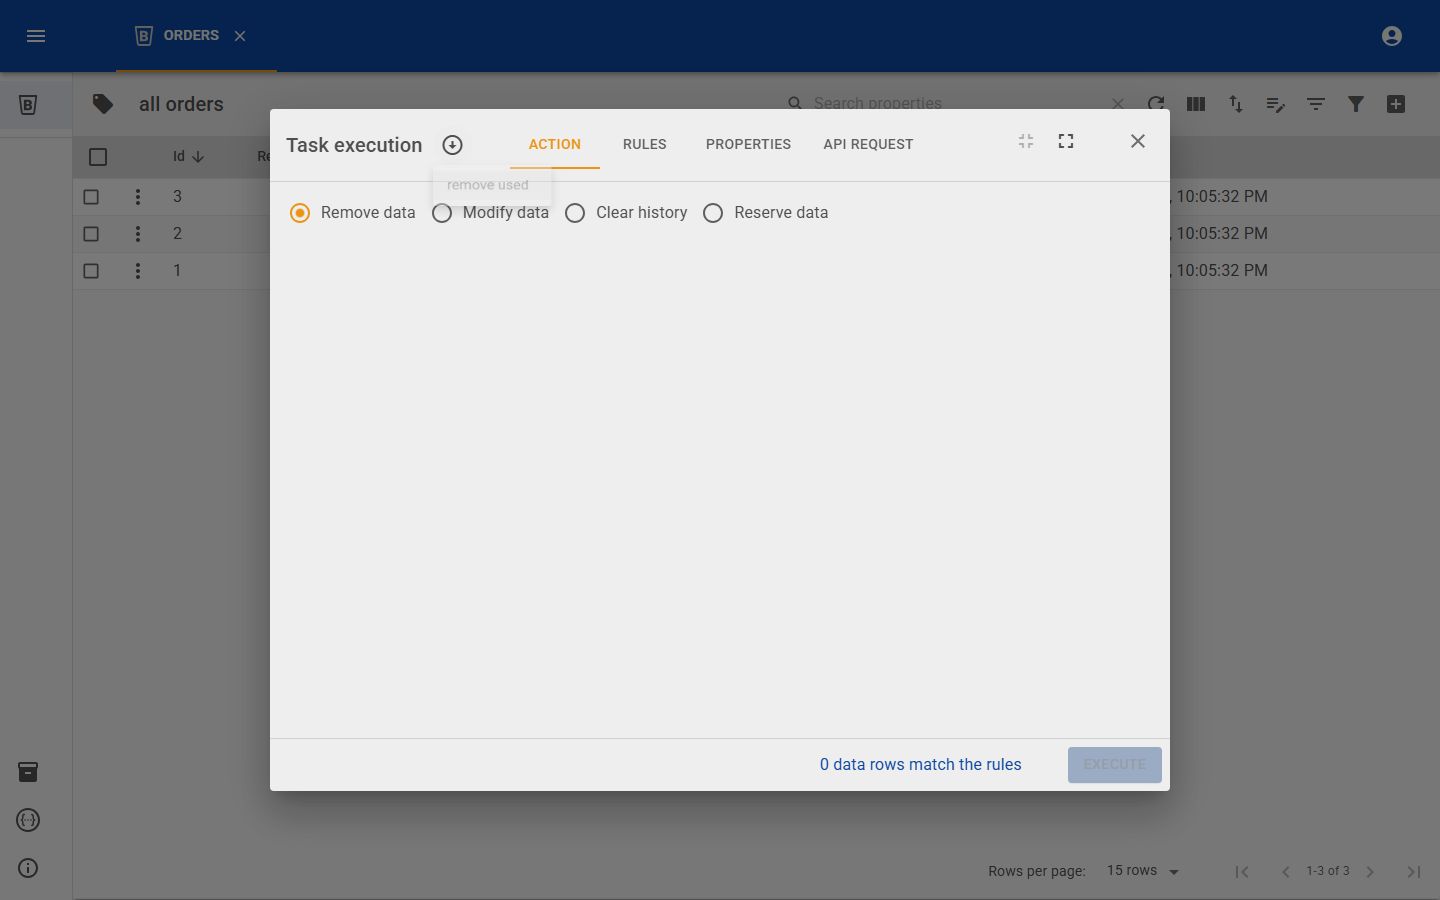 ORDERS
all orders
Search properties
Task execution
ACTION
RULES
PROPERTIES
API REQUEST
remove used
Id
Re
Remove data
Modify data
Clear history
Reserve data
3
, 10:05:32 PM
2
, 10:05:32 PM
1
, 10:05:32 PM
0 data rows match the rules
EXECUTE
Rows per page:
15 rows
1-3 of 3